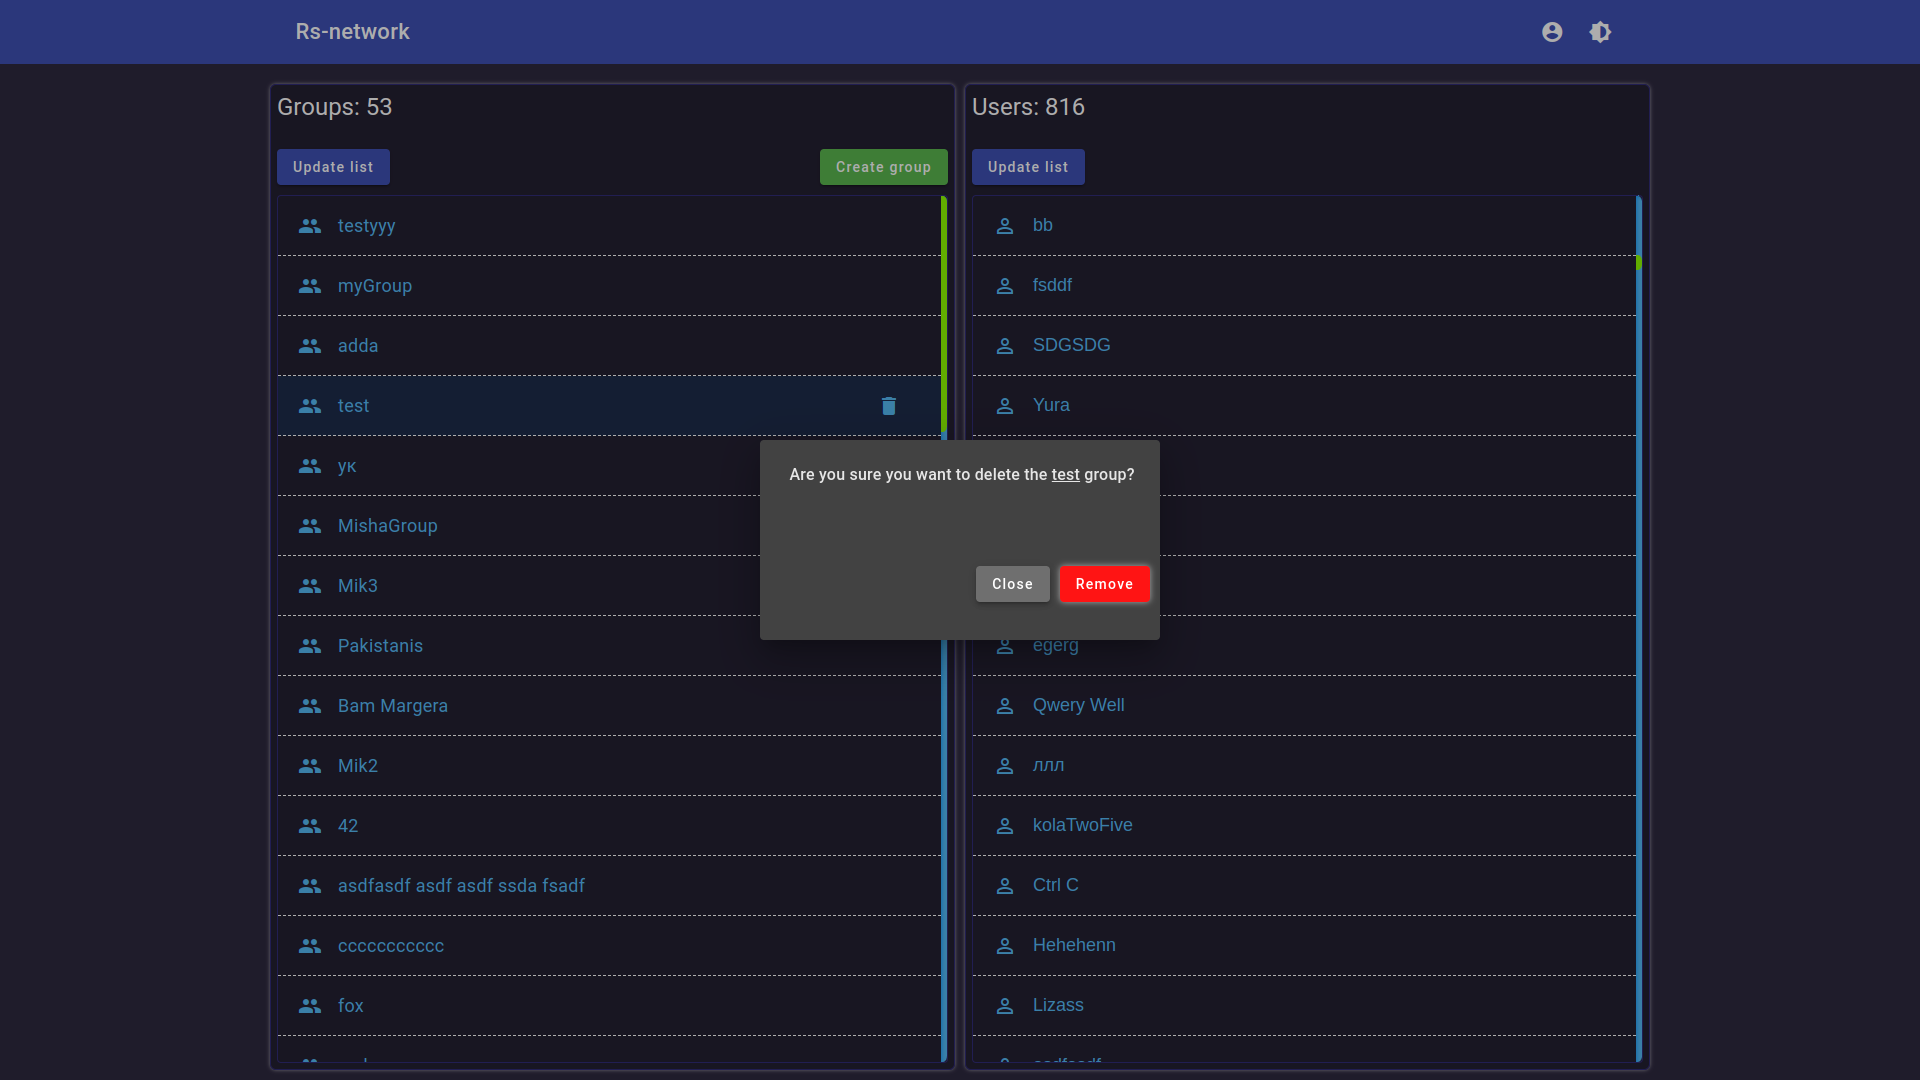 Rs-network
Groups: 53
Update list
Create group
testyyy
myGroup
adda
test
ук
MishaGroup
Mik3
Pakistanis
Bam Margera
Mik2
42
asdfasdf asdf asdf ssda fsadf
ccccccccccc
fox
Users: 816
Update list
bb
fsddf
SDGSDG
Yura
egerg
Qwery Well
ллл
kolaTwoFive
Ctrl C
Hehehenn
Lizass
Are you sure you want to delete the test group?
Close
Remove